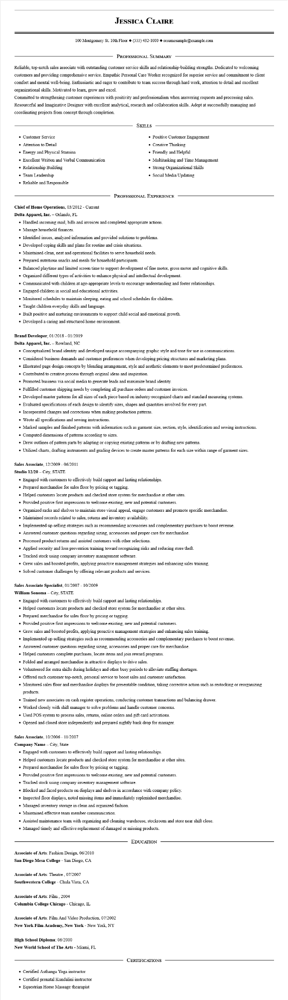 Jessica Claire
100 Montgomery St. 10th Floor ◆ (555) 432-1000 ◆ resumesample@example.com
Professional Summary
Reliable, top-notch sales associate with outstanding customer service skills and relationship-building strengths. Dedicated to welcoming
customers and providing comprehensive service. Empathic Personal Care Worker recognized for superior service and commitment to client
comfort and mental well-being. Enthusiastic and eager to contribute to team success through hard work, attention to detail and excellent
organizational skills. Motivated to learn, grow and excel.
Committed to strengthening customer experiences with positivity and professionalism when answering requests and processing sales.
Resourceful and Imaginative Designer with excellent analytical, research and collaboration skills. Adept at successfully managing and
coordinating projects from concept through completion.
Skills
• Customer Service
• Attention to Detail
• Energy and Physical Stamina
• Excellent Written and Verbal Communication
• Relationship Building
• Team Leadership
• Reliable and Responsible
• Positive Customer Engagement
• Creative Thinking
• Friendly and Helpful
• Multitasking and Time Management
• Strong Organizational Skills
• Social Media Updating
Professional Experience
Chief of Home Operations, 03/2012 - Current
Delta Apparel, Inc. – Orlando, FL
• Handled incoming mail, bills and invoices and completed appropriate actions.
• Manage household finances.
• Identified issues, analyzed information and provided solutions to problems.
• Developed coping skills and plans for routine and crisis situations.
• Maintained clean, neat and operational facilities to serve household needs.
• Prepared nutritious snacks and meals for household participants.
• Balanced playtime and limited screen time to support development of fine motor, gross motor and cognitive skills.
• Organized different types of activities to enhance physical and intellectual development.
• Communicated with children at age-appropriate levels to encourage understanding and foster relationships.
• Engaged children in social and educational activities.
• Monitored schedules to maintain sleeping, eating and school schedules for children.
• Taught children everyday skills and language.
• Built positive and nurturing environments to support child social and emotional growth.
• Developed a caring and structured home environment.
Brand Developer, 01/2018 - 01/2019
Delta Apparel, Inc. – Rowland, NC
• Conceptualized brand identity and developed unique accompanying graphic style and tone for use in communications.
• Considered business demands and customer preferences when developing pricing structures and marketing plans.
• Illustrated page design concepts by blending arrangement, style and aesthetic elements to meet predetermined preferences.
• Contributed to creative process through original ideas and inspiration.
• Promoted business via social media to generate leads and maximize brand identity.
• Fulfilled customer shipping needs by completing all purchase orders and customer invoices.
• Developed master patterns for all sizes of each piece based on industry-recognized charts and standard measuring systems.
• Evaluated specifications of each design to identify sizes, shapes and quantities involved for every part.
• Incorporated changes and corrections when making production patterns.
• Wrote all specifications and sewing instructions.
• Marked samples and finished patterns with information such as garment size, section, style, identification and sewing instructions.
• Computed dimensions of patterns according to sizes.
• Drew outlines of pattern parts by adapting or copying existing patterns or by drafting new patterns.
• Utilized charts, drafting instruments and grading devices to create master patterns for each size within range of garment sizes.
Sales Associate, 12/2009 - 06/2011
Studio 12/20 – City, STATE
• Engaged with customers to effectively build rapport and lasting relationships.
• Prepared merchandise for sales floor by pricing or tagging.
• Helped customers locate products and checked store system for merchandise at other sites.
• Provided positive first impressions to welcome existing, new and potential customers.
• Organized racks and shelves to maintain store visual appeal, engage customers and promote specific merchandise.
• Maintained records related to sales, returns and inventory availability.
• Implemented up-selling strategies such as recommending accessories and complementary purchases to boost revenue.
• Answered customer questions regarding sizing, accessories and proper care for merchandise.
• Processed product returns and assisted customers with other selections.
• Applied security and loss prevention training toward recognizing risks and reducing store theft.
• Tracked stock using company inventory management software.
• Grew sales and boosted profits, applying proactive management strategies and enhancing sales training.
• Solved customer challenges by offering relevant products and services.
Sales Associate Specialist, 01/2007 - 10/2009
William Sonoma – City, STATE
• Engaged with customers to effectively build rapport and lasting relationships.
• Helped customers locate products and checked store system for merchandise at other sites.
• Prepared merchandise for sales floor by pricing or tagging.
• Provided positive first impressions to welcome existing, new and potential customers.
• Grew sales and boosted profits, applying proactive management strategies and enhancing sales training.
• Implemented up-selling strategies such as recommending accessories and complementary purchases to boost revenue.
• Answered customer questions regarding sizing, accessories and proper care for merchandise.
• Helped customers complete purchases, locate items and join reward programs.
• Folded and arranged merchandise in attractive displays to drive sales.
• Volunteered for extra shifts during holidays and other busy periods to alleviate staffing shortages.
• Offered each customer top-notch, personal service to boost sales and customer satisfaction.
• Monitored sales floor and merchandise displays for presentable condition, taking corrective action such as restocking or reorganizing
products.
• Trained new associates on cash register operations, conducting customer transactions and balancing drawer.
• Worked closely with shift manager to solve problems and handle customer concerns.
• Used POS system to process sales, returns, online orders and gift card activations.
• Opened and closed store independently and prepared nightly bank drop for manager.
Sales Associate, 10/2006 - 11/2007
Company Name – City, State
• Engaged with customers to effectively build rapport and lasting relationships.
• Helped customers locate products and checked store system for merchandise at other sites.
• Prepared merchandise for sales floor by pricing or tagging.
• Provided positive first impressions to welcome existing, new and potential customers.
• Tracked stock using company inventory management software.
• Blocked and faced products on displays and shelves in accordance with company policy.
• Inspected floor displays, noted missing items and immediately replenished merchandise.
• Managed inventory storage in clean and organized fashion.
• Maintained effective team member communication.
• Assisted maintenance team with organizing and cleaning warehouse, stockroom and store near shift close.
• Managed timely and effective replacement of damaged or missing products.
Education
Associate of Arts: Fashion Design, 06/2010
San Diego Mesa College - San Diego, CA
Associate of Arts: Theatre , 07/2007
Southwestern College - Chula Vista, CA
Associate of Arts: Film , 2004
Columbia College Chicago - Chicago, IL
Associate of Arts: Film And Video Production, 07/2002
New York Film Academy, New York - New York, NY
High School Diploma: 06/2000
New World School of The Arts - Miami, FL
Certifications
• Certified Asthanga Yoga instructor
• Certified prenatal Kundalini instructor
• Equestrian Horse Massage thearapist